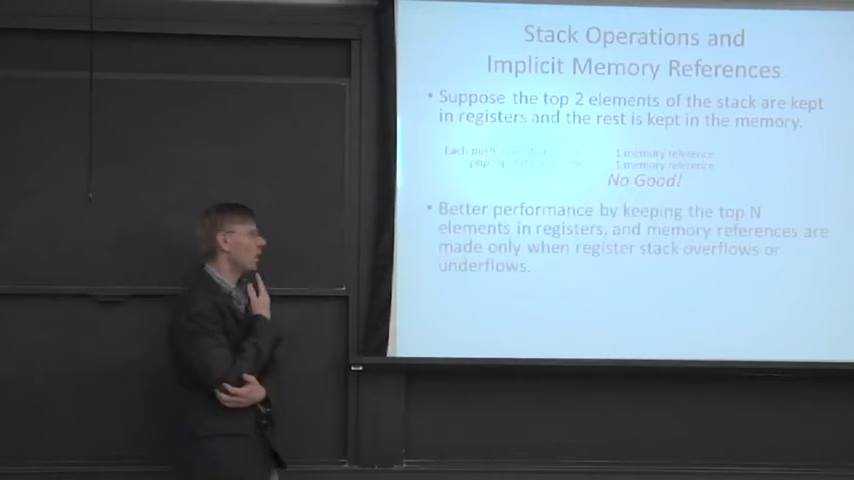 Stack Operations and
Implicit Memory References
• Suppose the top 2 elements of the stack are kept
in registers and the rest is kept in the memory.
Each push operation ⇒ 1 memory reference
pop operation ⇒ 1 memory reference
No Good!
• Better performance by keeping the top N
elements in registers, and memory references are
made only when register stack overflows or
underflows.